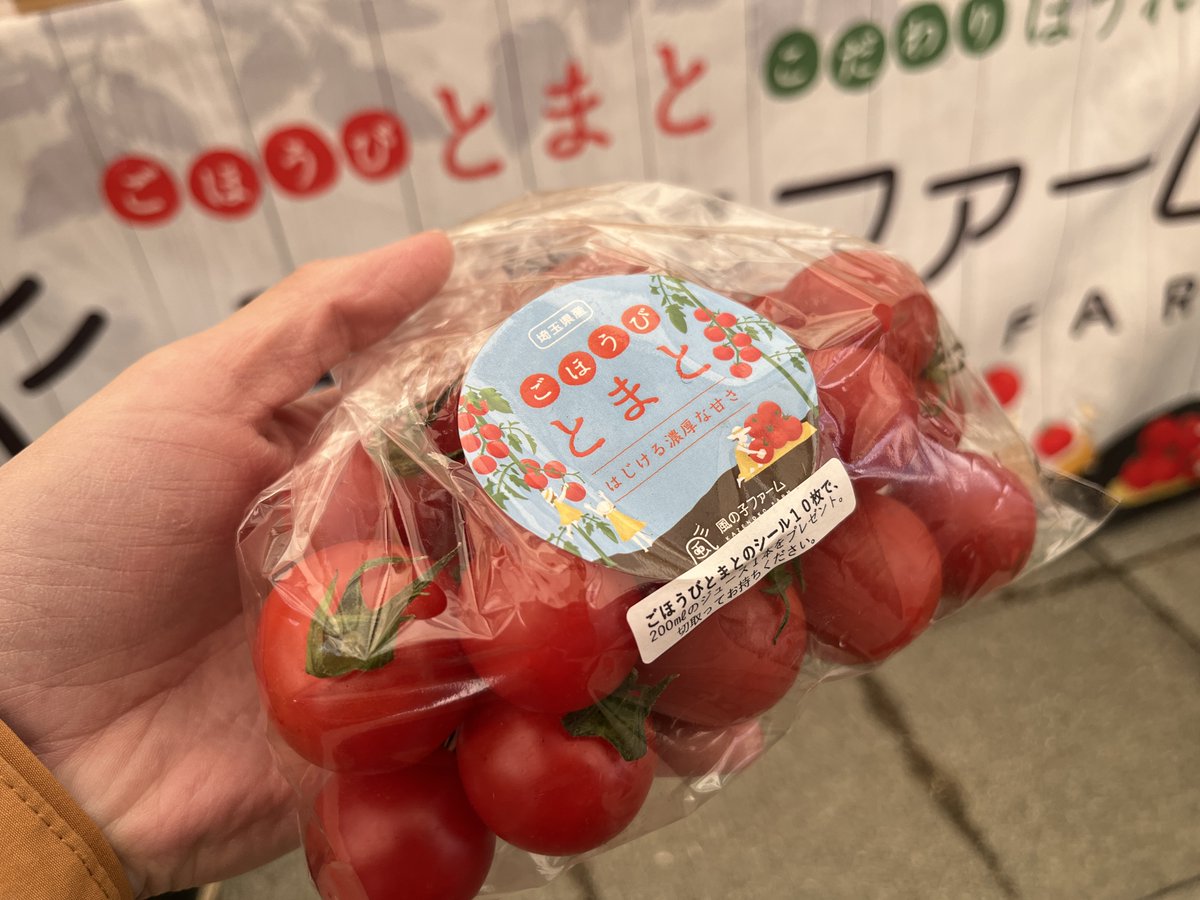 ごほうびとまと
こだわりほうれ
ファーム
FAR
埼玉県産
ごほうび
とまと
はじける濃厚な甘さ
風の子ファーム
ごほうびとまとのシール10枚で、
200mlのジュース1本をプレゼント。
切取ってお持ちください。